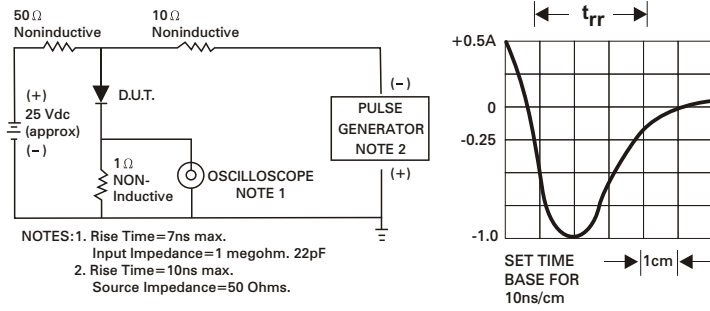 50 Ω
Noninductive
10Ω
Noninductive
(+)
25 Vdc
(approx)
(-)
D.U.T.
1Ω
NON-
Inductive
OSCILLOSCOPE
NOTE 1
(-)
PULSE
GENERATOR
NOTE 2
(+)
NOTES:1. Rise Time=7ns max.
Input Impedance=1 megohm. 22pF
2. Rise Time=10ns max.
Source Impedance=50 Ohms.
trr
+0.5A
0
-0.25
-1.0
SET TIME
BASE FOR
10ns/cm
1cm